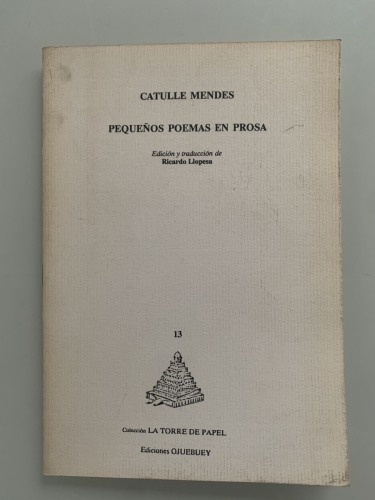 CATULLE MENDES
PEQUEÑOS POEMAS EN PROSA
Edición y traducción de
Ricardo Llopesa
13
Colección LA TORRE DE PAPEL
Ediciones OJUEBUEY